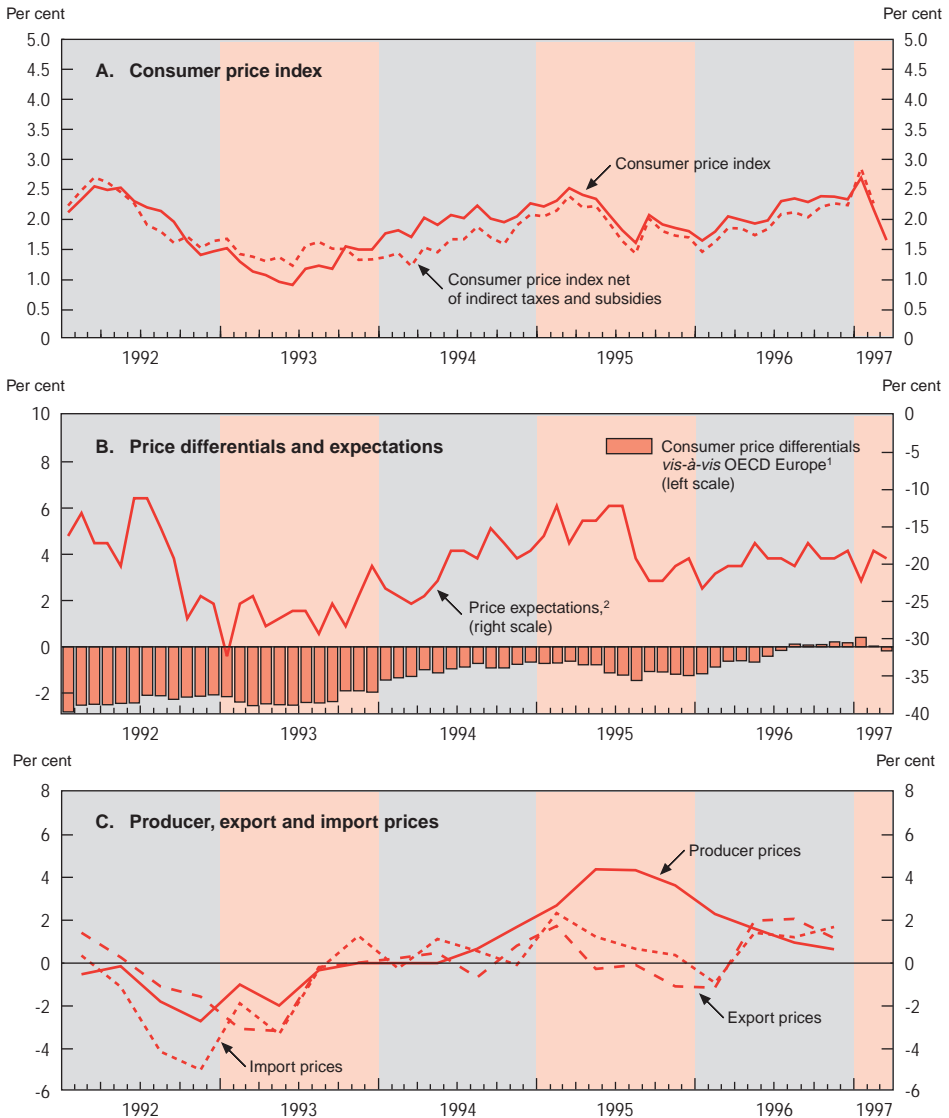 Per cent Per cent
5.0 5.0
A. Consumer price index
4.5 4.5
4.0 4.0
3.5 3.5
3.0 3.0
Consumer price index
2.5 2.5
2.0 2.0
1.5 1.5
1.0 1.0
Consumer price index net
of indirect taxes and subsidies
0.5 0.5
0 0
1992 1993 1994 1995 1996 1997
Per cent Per cent
10 0
B. Price differentials and expectations
Consumer price differentials
vis-à-vis OECD Europe¹
(left scale)
8 -5
-10
6 -15
4 -20
2 -25
Price expectations,²
(right scale)
0 -30
-2 -35
-40
1992 1993 1994 1995 1996 1997
Per cent Per cent
8 8
C. Producer, export and import prices
6 6
Producer prices
4 4
2 2
0 0
-2 -2
Export prices
-4 -4
Import prices
-6 -6
1992 1993 1994 1995 1996 1997